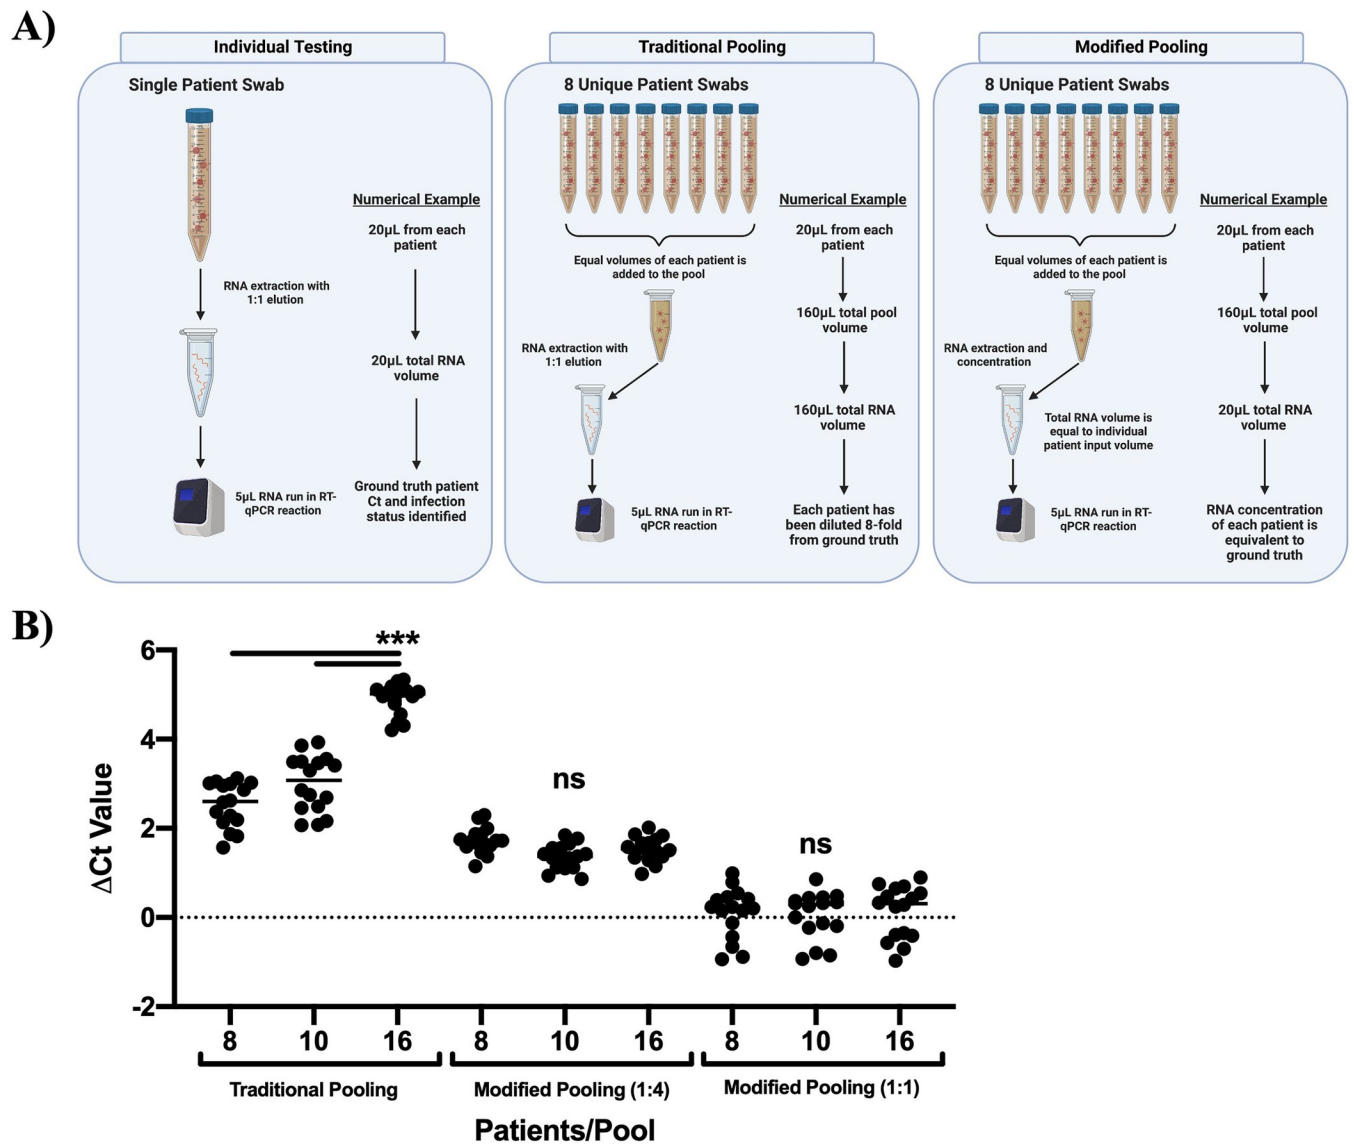 A)
Individual Testing
Single Patient Swab
RNA extraction with
1:1 elution
5µL RNA run in RT-
qPCR reaction
Numerical Example
20µL from each
patient
20µL total RNA
volume
Ground truth patient
Ct and infection
status identified
Traditional Pooling
8 Unique Patient Swabs
Equal volumes of each patient is
added to the pool
RNA extraction with
1:1 elution
5µL RNA run in RT-
qPCR reaction
Numerical Example
20µL from each
patient
160µL total pool
volume
160µL total RNA
volume
Each patient has
been diluted 8-fold
from ground truth
Modified Pooling
8 Unique Patient Swabs
Equal volumes of each patient is
added to the pool
RNA extraction and
concentration
Total RNA volume is
equal to individual
patient input volume
5µL RNA run in RT-
qPCR reaction
Numerical Example
20µL from each
patient
160µL total pool
volume
20µL total RNA
volume
RNA concentration
of each patient is
equivalent to
ground truth
B)
ΔCt Value
6
4
2
0
-2
***
ns
ns
8 10 16 8 10 16 8 10 16
Traditional Pooling Modified Pooling (1:4) Modified Pooling (1:1)
Patients/Pool